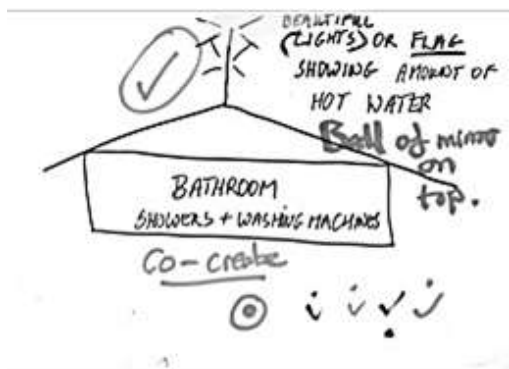 BEAUTIFUL
(LIGHTS) OR FLAG
SHOWING AMOUNT OF
HOT WATER
Ball of
on
top.
BATHROOM
SHOWERS + WASHING MACHINES
Co-create